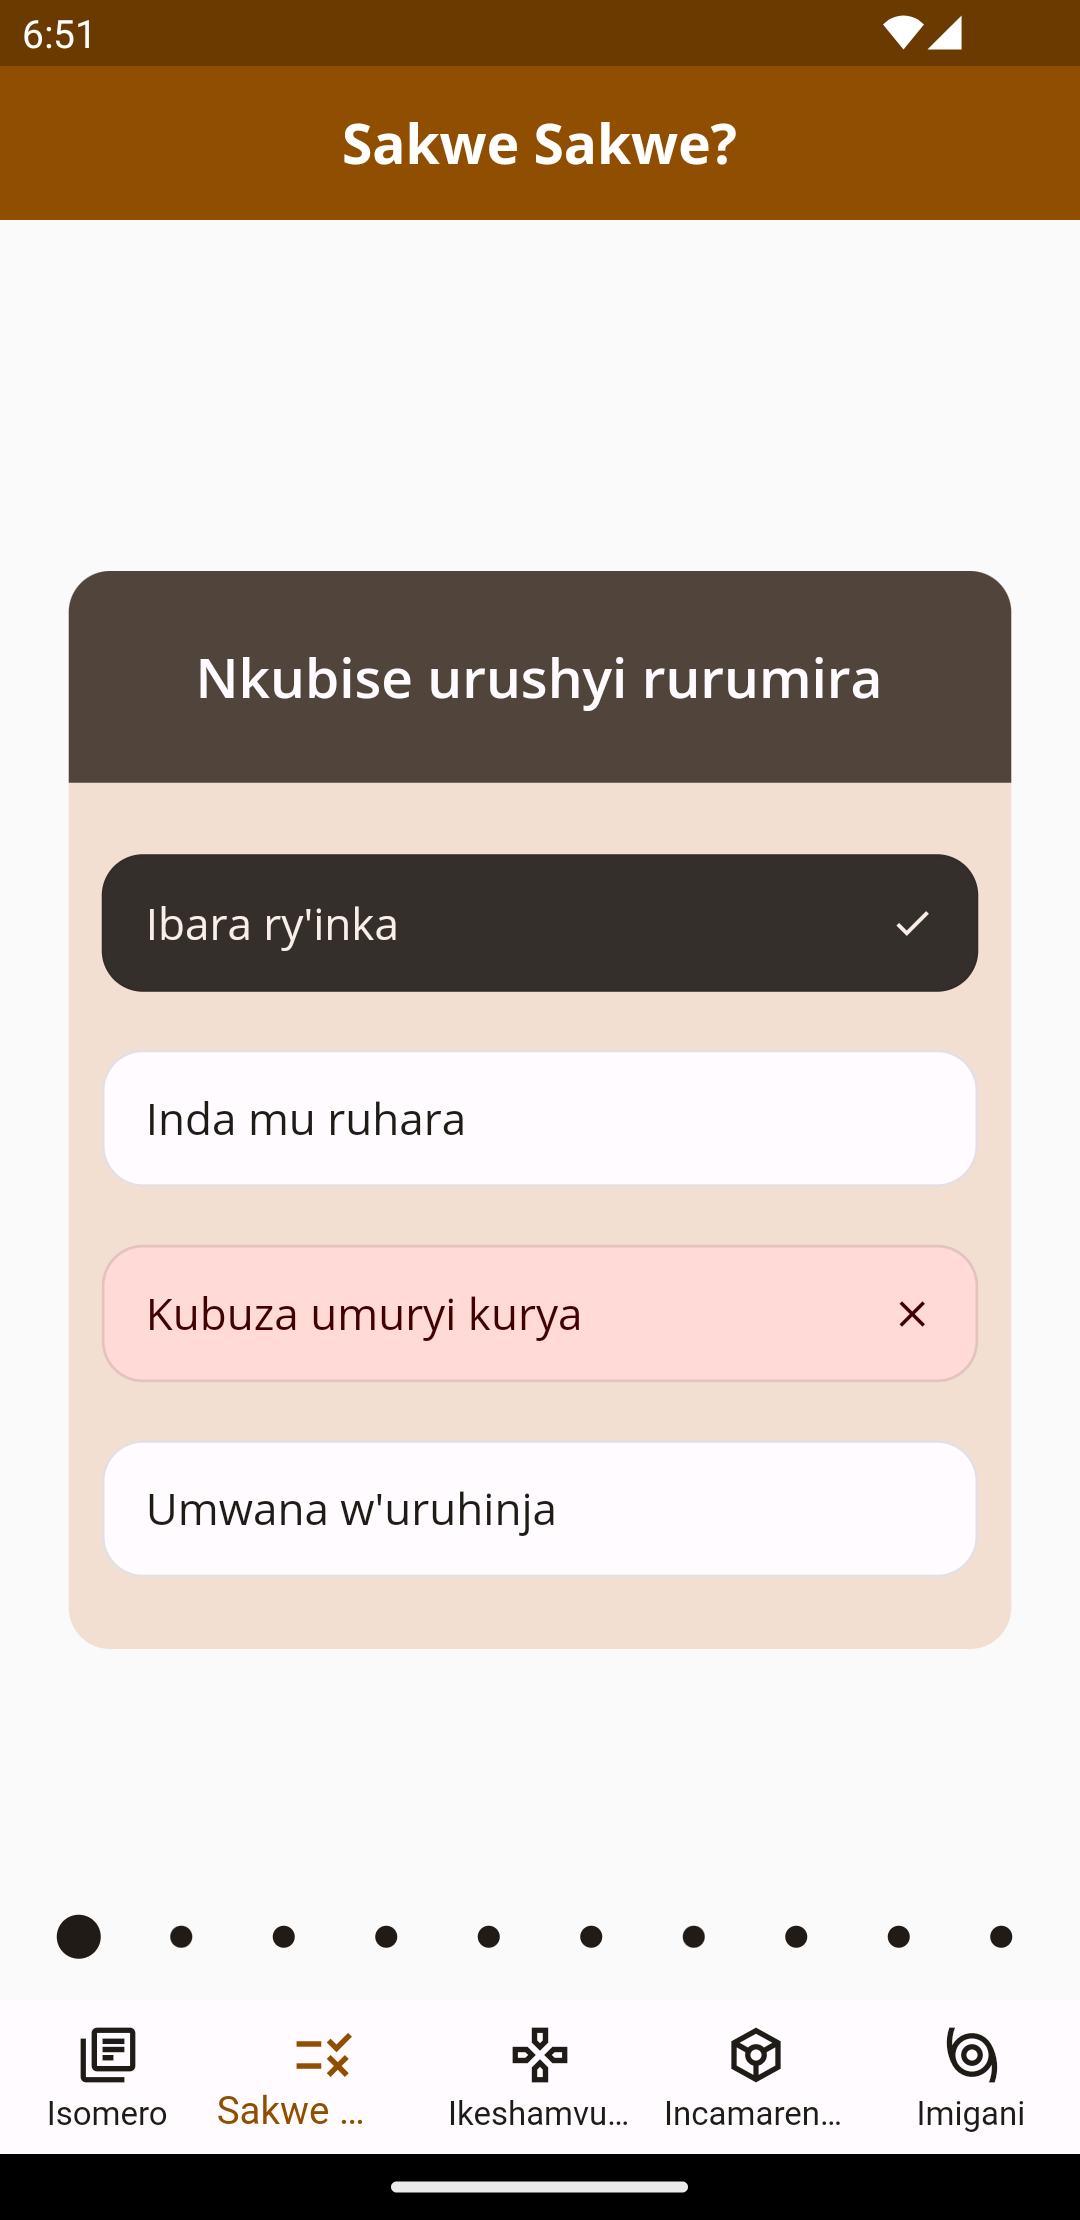 6:51
Sakwe Sakwe?
Nkubise urushyi rurumira
Ibara ry'inka
Inda mu ruhara
Kubuza umuryi kurya
Umwana w'uruhinja
Isomero
Sakwe ...
Ikeshamvu...
Incamaren...
Imigani